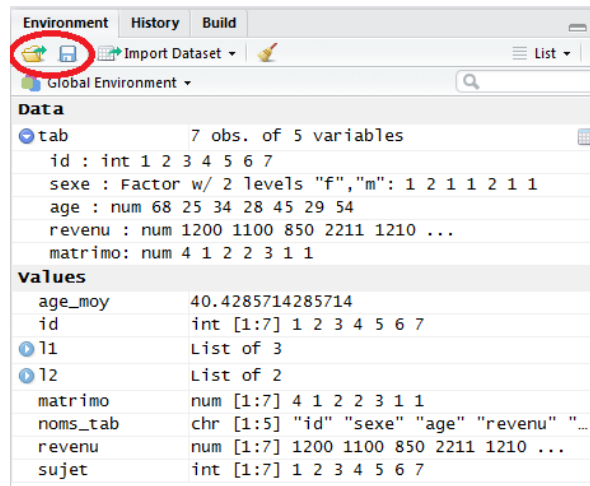 Environment History Build
Import Dataset List
Global Environment
Data
tab 7 obs. of 5 variables
id : int 1 2 3 4 5 6 7
sexe : Factor w/ 2 levels "f","m": 1 2 1 1 2 1 1
age : num 68 25 34 28 45 29 54
revenu : num 1200 1100 850 2211 1210 ...
matrimo: num 4 1 2 2 3 1 1
Values
age_moy 40.4285714285714
id int [1:7] 1 2 3 4 5 6 7
l1 List of 3
l2 List of 2
matrimo num [1:7] 4 1 2 2 3 1 1
noms_tab chr [1:5] "id" "sexe" "age" "revenu" "…
revenu num [1:7] 1200 1100 850 2211 1210 ...
sujet int [1:7] 1 2 3 4 5 6 7